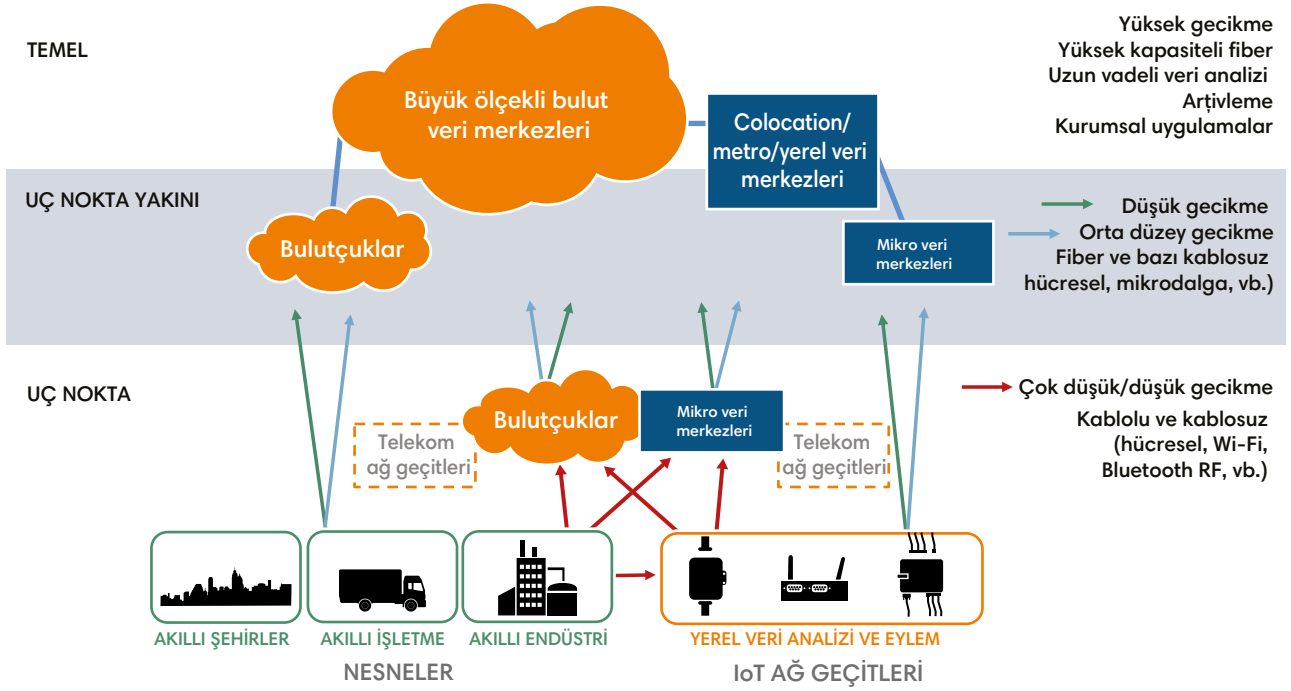 TEMEL
Büyük ölçekli bulut
veri merkezleri
Colocation/
metro/yerel veri
merkezleri
Yüksek gecikme
Yüksek kapasiteli fiber
Uzun vadeli veri analizi
Arțivleme
Kurumsal uygulamalar
UÇ NOKTA YAKINI
Bulutçuklar
Mikro veri
merkezleri
Düşük gecikme
Orta düzey gecikme
Fiber ve bazı kablosuz
hücresel, mikrodalga, vb.)
UÇ NOKTA
Telekom
ağ geçitleri
Bulutçuklar
Mikro veri
merkezleri
Telekom
ağ geçitleri
Çok düşük/düşük gecikme
Kablolu ve kablosuz
(hücresel, Wi-Fi,
Bluetooth RF, vb.)
AKILLI ŞEHİRLER
AKILLI İŞLETME
AKILLI ENDÜSTRİ
YEREL VERİ ANALİZİ VE EYLEM
NESNELER
IoT AĞ GEÇİTLERİ